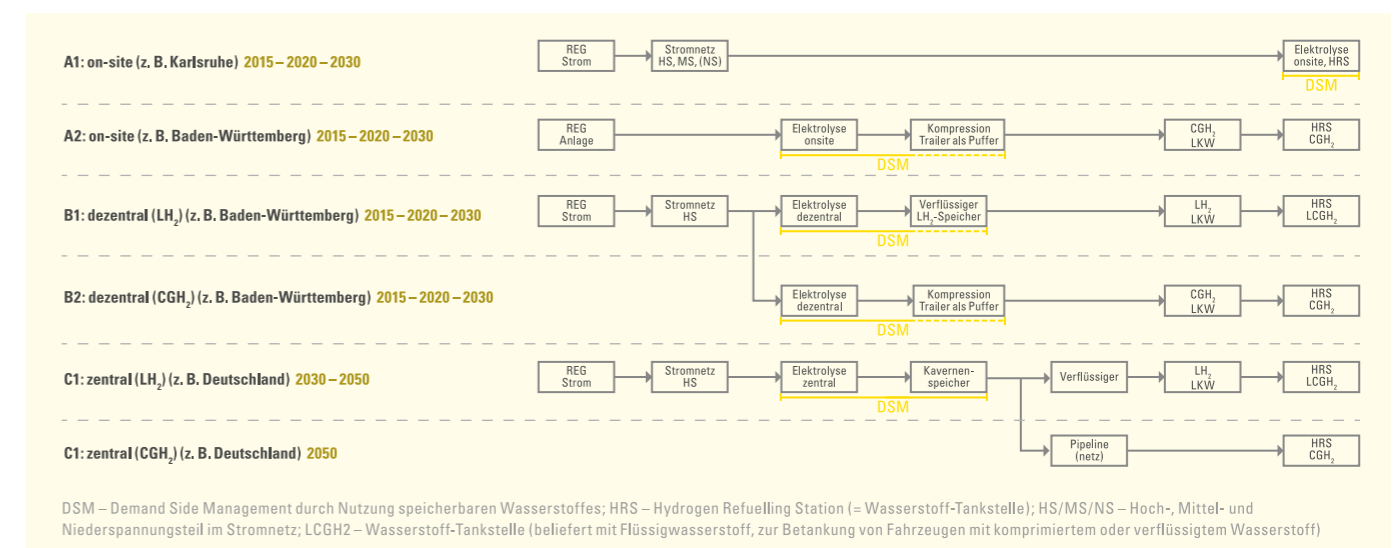 A1: on-site (z. B. Karlsruhe) 2015 – 2020 – 2030
REG
Strom
Stromnetz
HS, MS, (NS)
Elektrolyse
onsite, HRS
DSM
A2: on-site (z. B. Baden-Württemberg) 2015 – 2020 – 2030
REG
Anlage
Elektrolyse
onsite
Kompression
Trailer als Puffer
CGH₂
LKW
HRS
CGH₂
DSM
B1: dezentral (LH₂) (z. B. Baden-Württemberg) 2015 – 2020 – 2030
REG
Strom
Stromnetz
HS
Elektrolyse
dezentral
Verflüssiger
LH₂-Speicher
LH₂
LKW
HRS
LCGH₂
DSM
B2: dezentral (CGH₂) (z. B. Baden-Württemberg) 2015 – 2020 – 2030
Elektrolyse
dezentral
Kompression
Trailer als Puffer
CGH₂
LKW
HRS
CGH₂
DSM
C1: zentral (LH₂) (z. B. Deutschland) 2030 – 2050
REG
Strom
Stromnetz
HS
Elektrolyse
zentral
Kavernen-
speicher
Verflüssiger
LH₂
LKW
HRS
LCGH₂
DSM
C1: zentral (CGH₂) (z. B. Deutschland) 2050
Pipeline
(netz)
HRS
CGH₂
DSM – Demand Side Management durch Nutzung speicherbaren Wasserstoffes; HRS – Hydrogen Refuelling Station (= Wasserstoff-Tankstelle); HS/MS/NS – Hoch-, Mittel- und
Niederspannungsteil im Stromnetz; LCGH2 – Wasserstoff-Tankstelle (beliefert mit Flüssigwasserstoff, zur Betankung von Fahrzeugen mit komprimiertem oder verflüssigtem Wasserstoff)